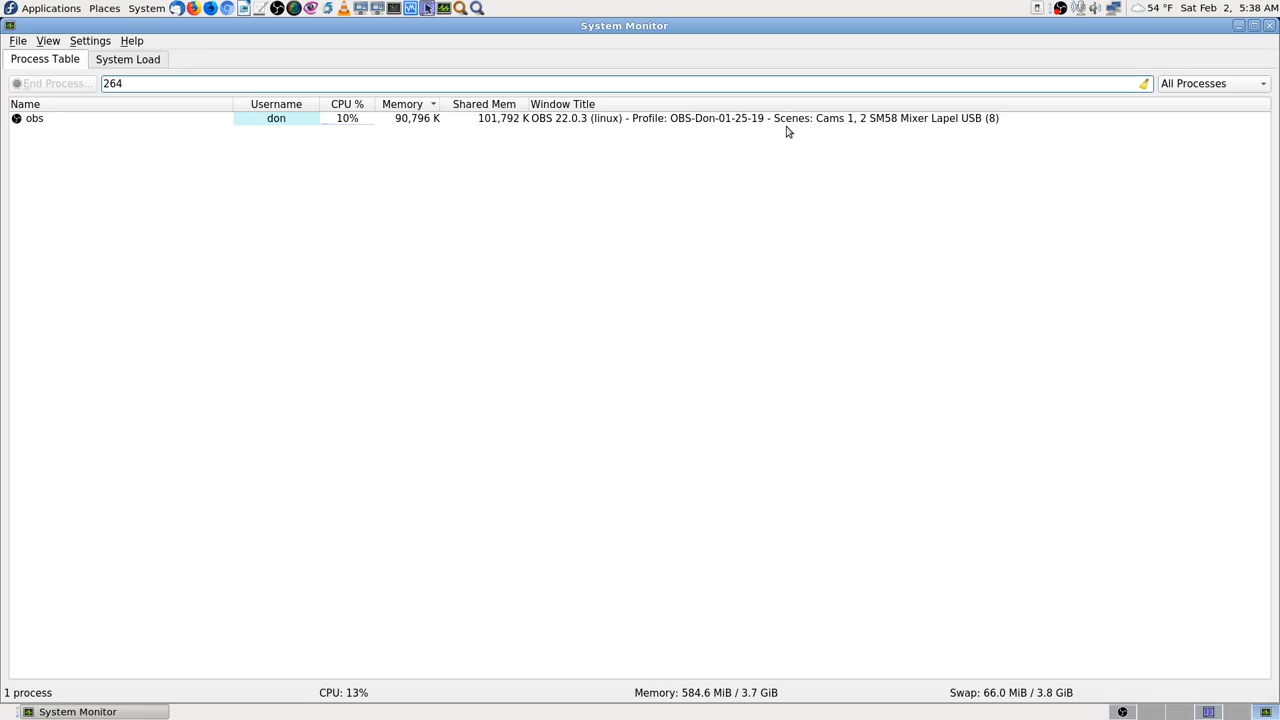 Applications Places System 54 °F Sat Feb 2, 5:38 AM
System Monitor
File View Settings Help
Process Table System Load
End Process... 264 All Processes
Name Username CPU % Memory Shared Mem Window Title
obs don 10% 90,796 K 101,792 K OBS 22.0.3 (linux) - Profile: OBS-Don-01-25-19 - Scenes: Cams 1, 2 SM58 Mixer Lapel USB (8)
1 process CPU: 13% Memory: 584.6 MiB / 3.7 GiB Swap: 66.0 MiB / 3.8 GiB
System Monitor